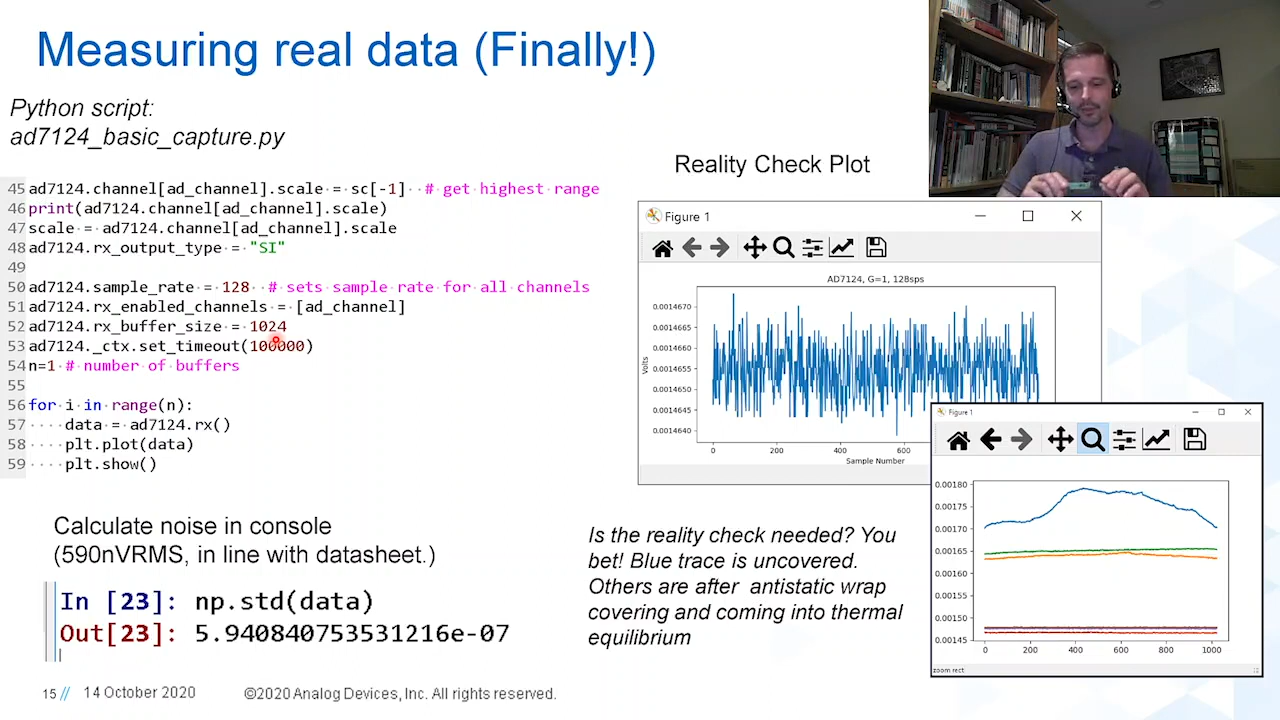 Measuring real data (Finally!)
Python script:
ad7124_basic_capture.py
45 ad7124.channel[ad_channel].scale = sc[-1]  # get highest range
46 print(ad7124.channel[ad_channel].scale)
47 scale = ad7124.channel[ad_channel].scale
48 ad7124.rx_output_type = "SI"
49
50 ad7124.sample_rate = 128  # sets sample rate for all channels
51 ad7124.rx_enabled_channels = [ad_channel]
52 ad7124.rx_buffer_size = 1024
53 ad7124._ctx.set_timeout(100000)
54 n=1 # number of buffers
55
56 for i in range(n):
57     data = ad7124.rx()
58     plt.plot(data)
59     plt.show()
Calculate noise in console
(590nVRMS, in line with datasheet.)
In [23]: np.std(data)
Out[23]: 5.940840753531216e-07
Reality Check Plot
Figure 1
AD7124, G=1, 128sps
0.0014670
0.0014665
0.0014660
0.0014655
0.0014650
0.0014645
0.0014640
Volts
0 200 400 600
Sample Number
Figure 1
0.00180
0.00175
0.00170
0.00165
0.00160
0.00155
0.00150
0.00145
0 200 400 600 800 1000
zoom rect
Is the reality check needed? You
bet! Blue trace is uncovered.
Others are after antistatic wrap
covering and coming into thermal
equilibrium
15 // 14 October 2020 ©2020 Analog Devices, Inc. All rights reserved.